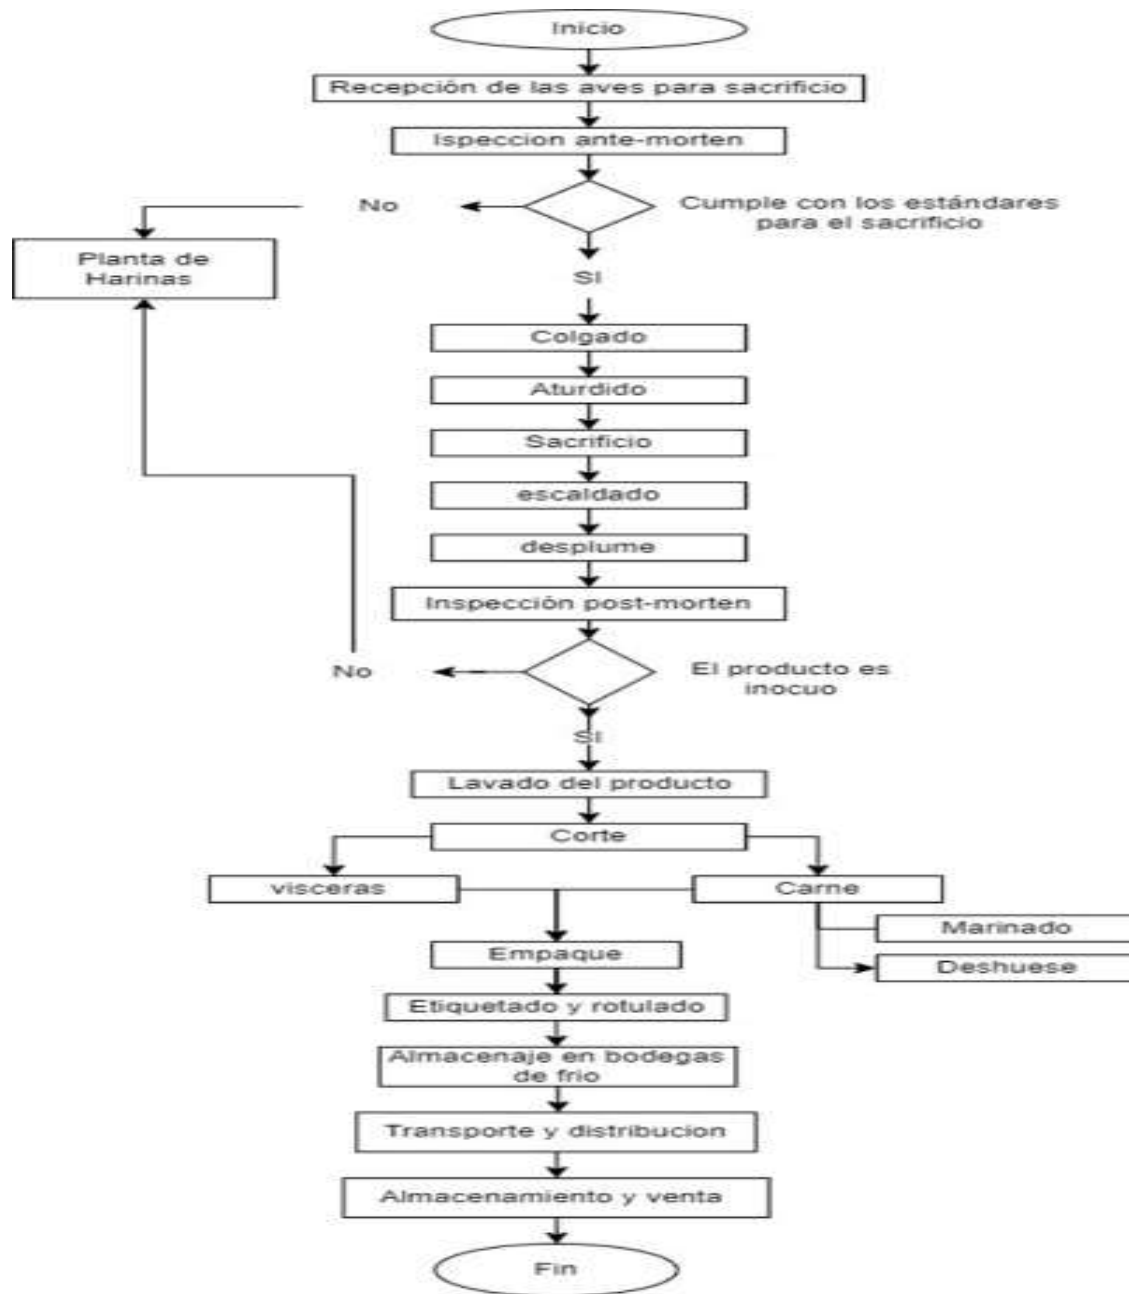 Inicio
Recepción de las aves para sacrificio
Ispeccion ante-morten
No
Cumple con los estándares
para el sacrificio
Planta de
Harinas
SI
Colgado
Aturdido
Sacrificio
escaldado
desplume
Inspección post-morten
No
El producto es
inocuo
SI
Lavado del producto
Corte
visceras
Carne
Marinado
Empaque
Deshuese
Etiquetado y rotulado
Almacenaje en bodegas
de frio
Transporte y distribucion
Almacenamiento y venta
Fin